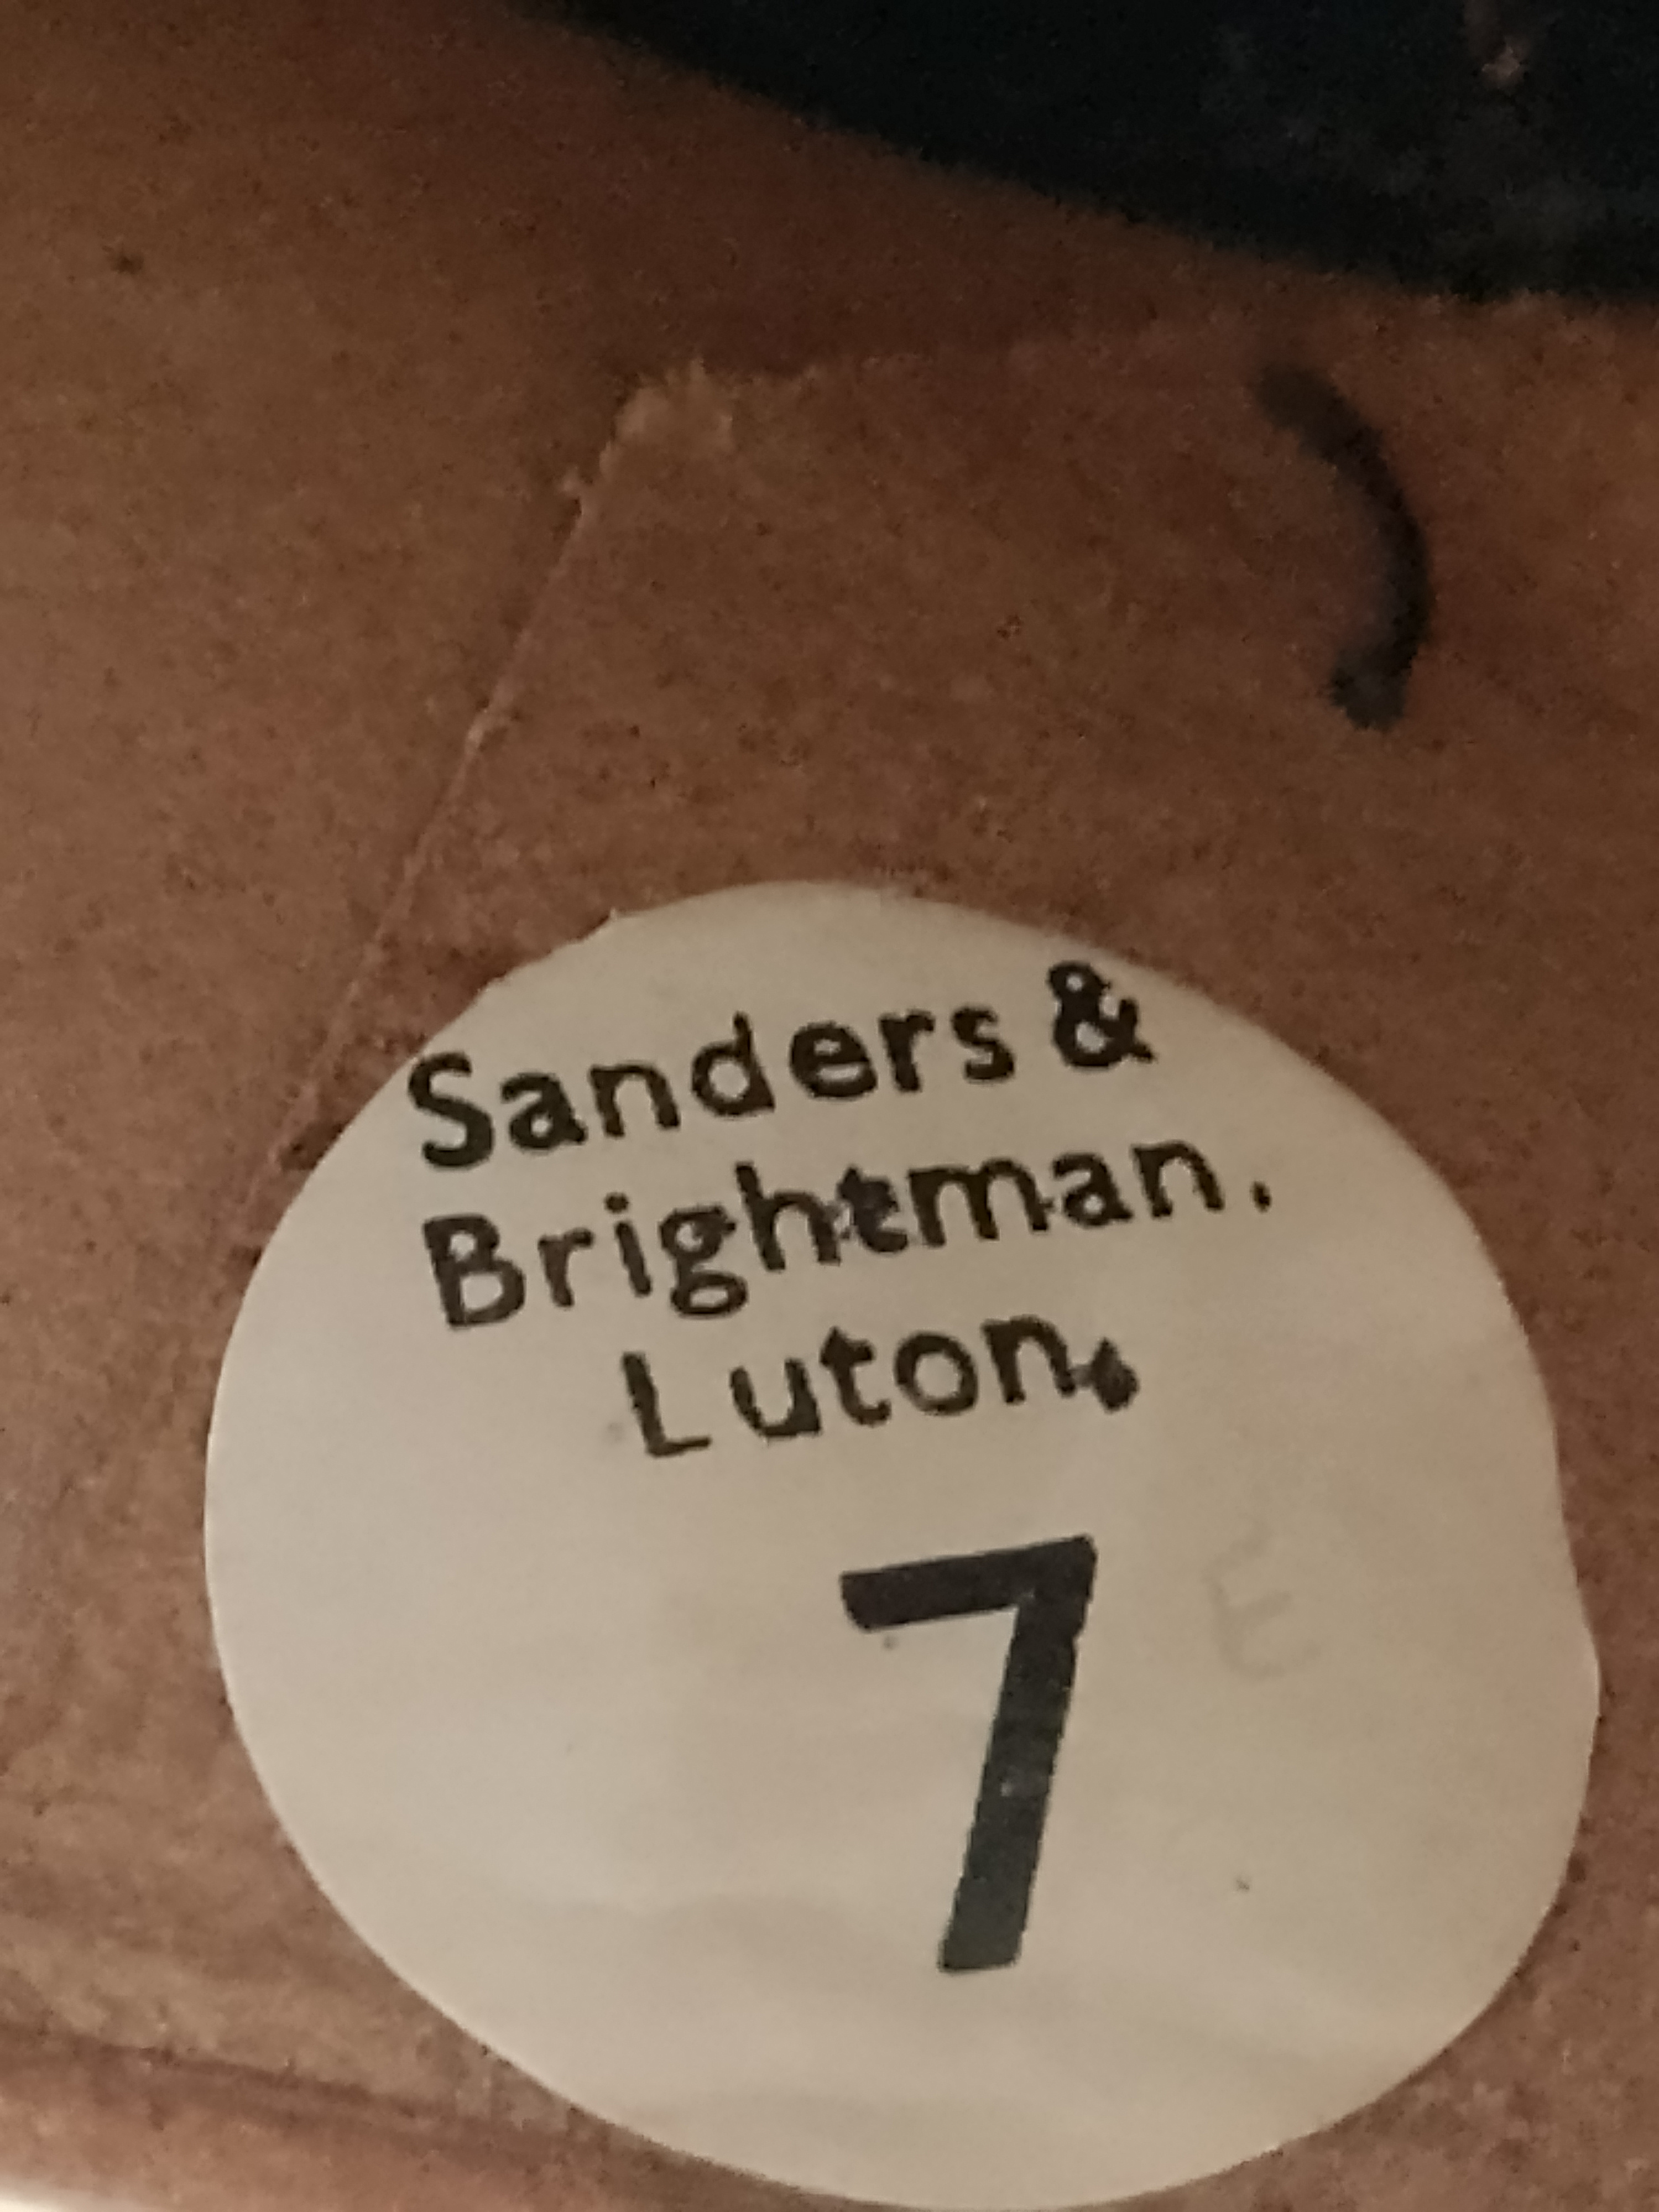 Sanders &
Brightman.
Luton.
7